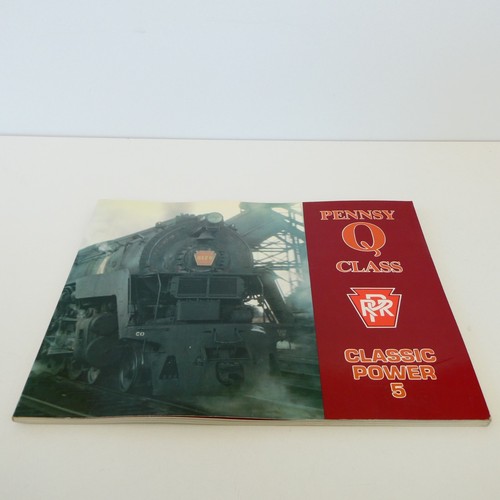 PENNSY
Q
CLASS
PRR
CLASSIC
POWER
5